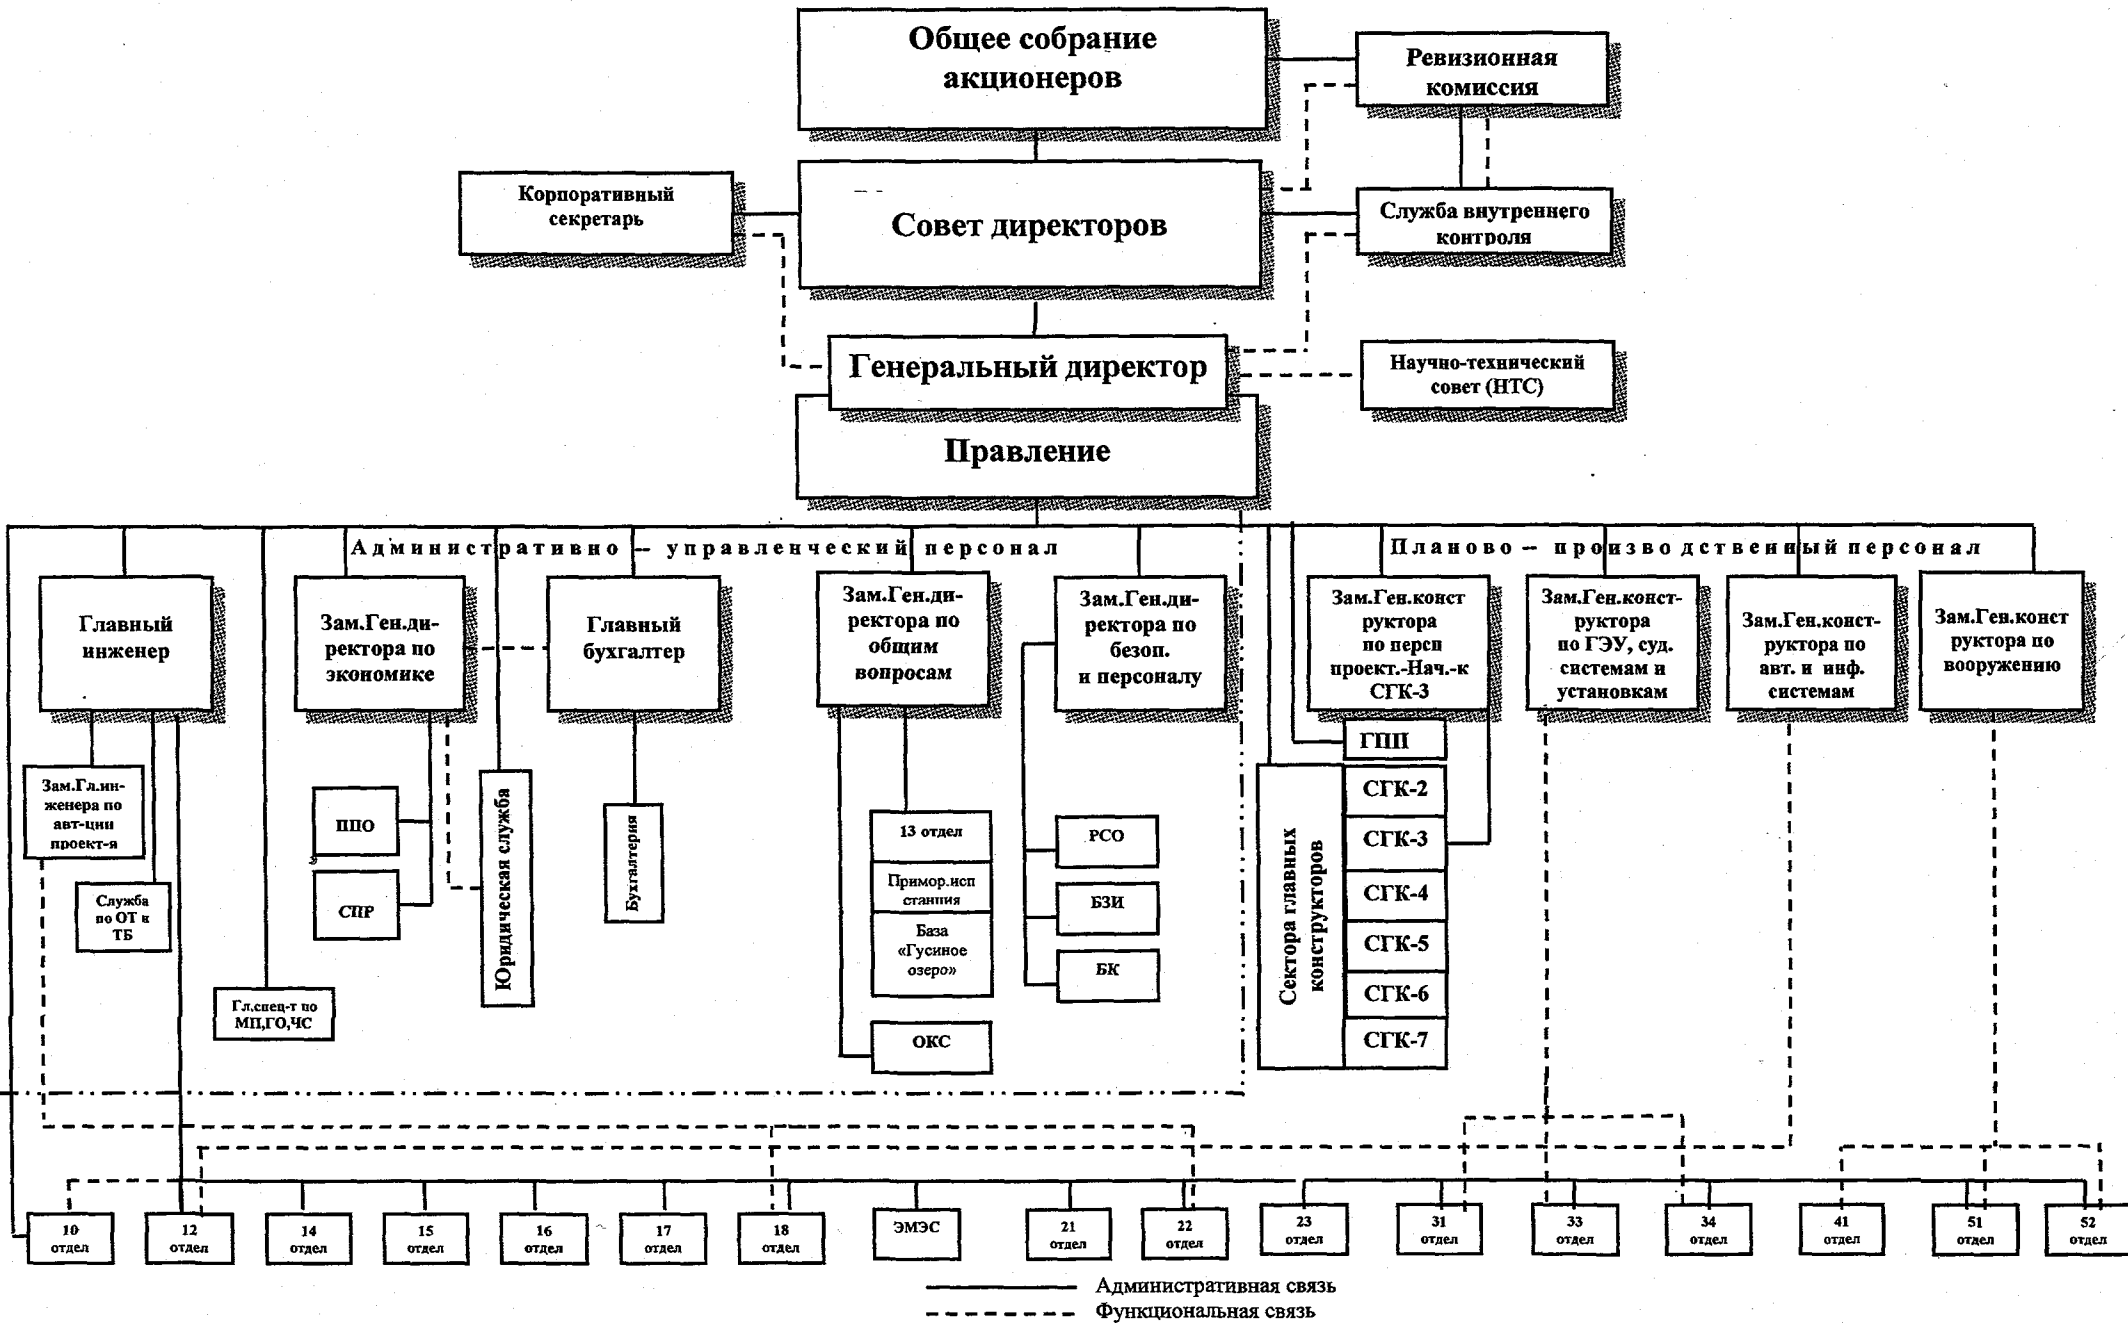 Общее собрание
акционеров
Ревизионная
комиссия
Корпоративный
секретарь
Совет директоров
Служба внутреннего
контроля
Генеральный директор
Научно-технический
совет (НТС)
Правление
Административно – управленческий персонал
Планово – производственный персонал
Главный
инженер
Зам.Ген.ди-
ректора по
экономике
Главный
бухгалтер
Зам.Ген.ди-
ректора по
общим
вопросам
Зам.Ген.ди-
ректора по
безоп.
и персоналу
Зам.Ген.конст
руктора
по персп
проект.-Нач.-к
СГК-3
Зам.Ген.конст-
руктора
по ГЭУ, суд.
системам и
установкам
Зам.Ген.конст-
руктора по
авт. и инф.
системам
Зам.Ген.конст
руктора по
вооружению
Зам.Гл.ин-
женера по
авт-ции
проект-я
Служба
по ОТ и
ТБ
Гл.спец-т по
МП,ГО,ЧС
ППО
СПР
Юридическая служба
Бухгалтерия
13 отдел
Примор.исп
станция
База
«Гусиное
озеро»
ОКС
РСО
БЗИ
БК
ГПП
Сектора главных
конструкторов
СГК-2
СГК-3
СГК-4
СГК-5
СГК-6
СГК-7
10
отдел
12
отдел
14
отдел
15
отдел
16
отдел
17
отдел
18
отдел
ЭМЭС
21
отдел
22
отдел
23
отдел
31
отдел
33
отдел
34
отдел
41
отдел
51
отдел
52
отдел
Административная связь
Функциональная связь